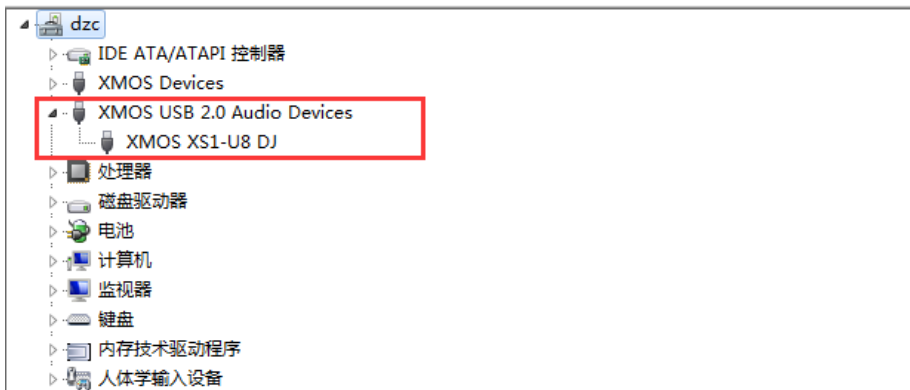 dzc
IDE ATA/ATAPI 控制器
XMOS Devices
XMOS USB 2.0 Audio Devices
XMOS XS1-U8 DJ
处理器
磁盘驱动器
电池
计算机
监视器
键盘
内存技术驱动程序
人体学输入设备